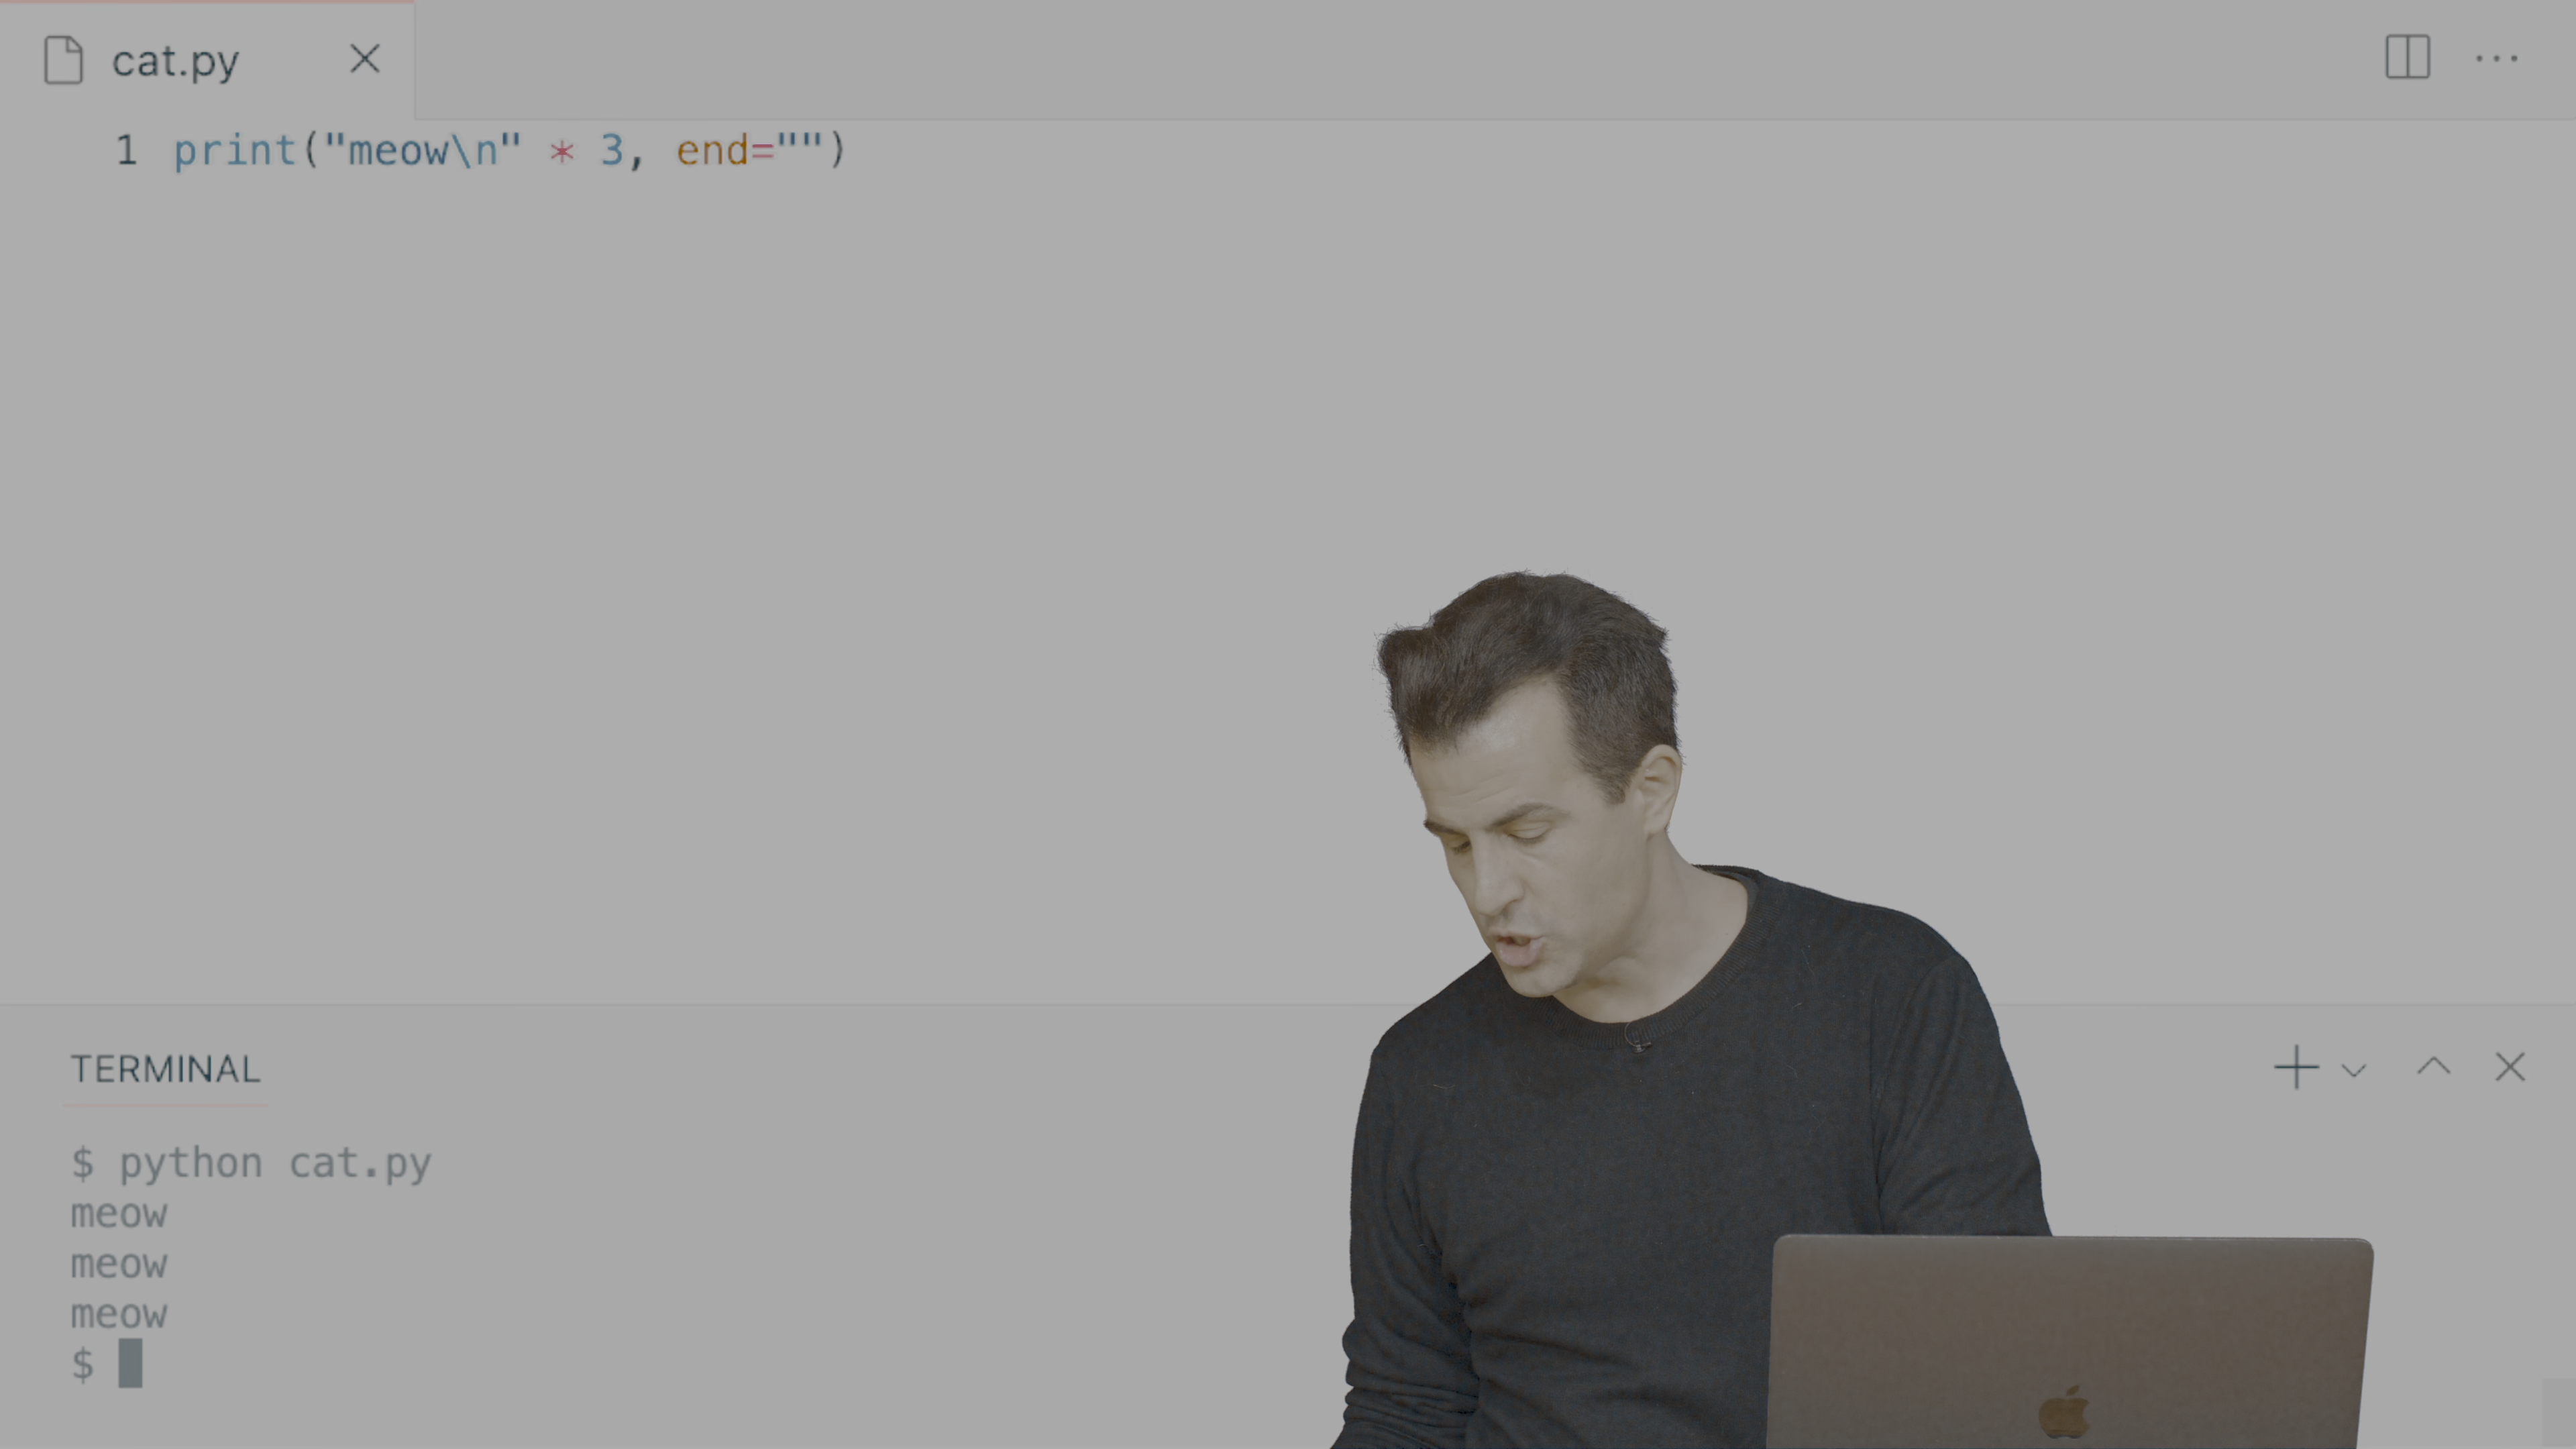 cat.py
1 print("meow\n" * 3, end="")
TERMINAL
$ python cat.py
meow
meow
meow
$